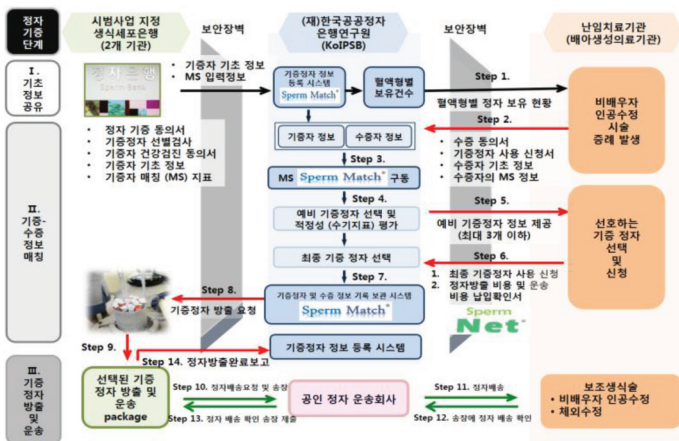 정자
기증
단계
시범사업 지정
생식세포은행
(2개 기관)
보안장벽
(재)한국공공정자
은행연구원
(KoIPSB)
보안장벽
난임치료기관
(배아생성의료기관)
I.
기초
정보
공유
정자은행
Sperm Bank
• 기증자 기초 정보
• MS 입력정보
기증정자 정보
등록 시스템
Sperm Match®
혈액형별
보유건수
Step 1.
혈액형별 정자 보유 현황
Step 2.
비배우자
인공수정
시술
증례 발생
II.
기증-
수증
정보
매칭
• 정자 기증 동의서
• 기증정자 선별검사
• 기증자 건강검진 동의서
• 기증자 기초 정보
• 기증자 매칭 (MS) 지표
기증자 정보
수증자 정보
• 수증 동의서
• 기증정자 사용 신청서
• 수증자 기초 정보
• 수증자의 MS 정보
Step 3.
MS Sperm Match® 구동
Step 4.
예비 기증정자 선택 및
적정성 (수기지표) 평가
Step 5.
예비 기증정자 정보 제공
(최대 3개 이하)
선호하는
기증 정자
선택
및
신청
최종 기증 정자 선택
Step 6.
1. 최종 기증정자 사용 신청
2. 정자방출 비용 및 운송
비용 납입확인서
Step 7.
Step 8.
기증정자 방출 요청
기증정자 및 수증 정보 기록 보관 시스템
Sperm Match®
Sperm
Net®
Step 9.
Step 14. 정자방출완료보고
기증정자 정보 등록 시스템
III.
기증
정자
방출 및
운송
선택된 기증
정자 방출 및
운송
package
Step 10. 정자배송요청 및 송장
Step 13. 정자 배송 확인 송장 제출
공인 정자 운송회사
Step 11. 정자배송
Step 12. 송장에 정자 배송 확인
보조생식술
• 비배우자 인공수정
• 체외수정